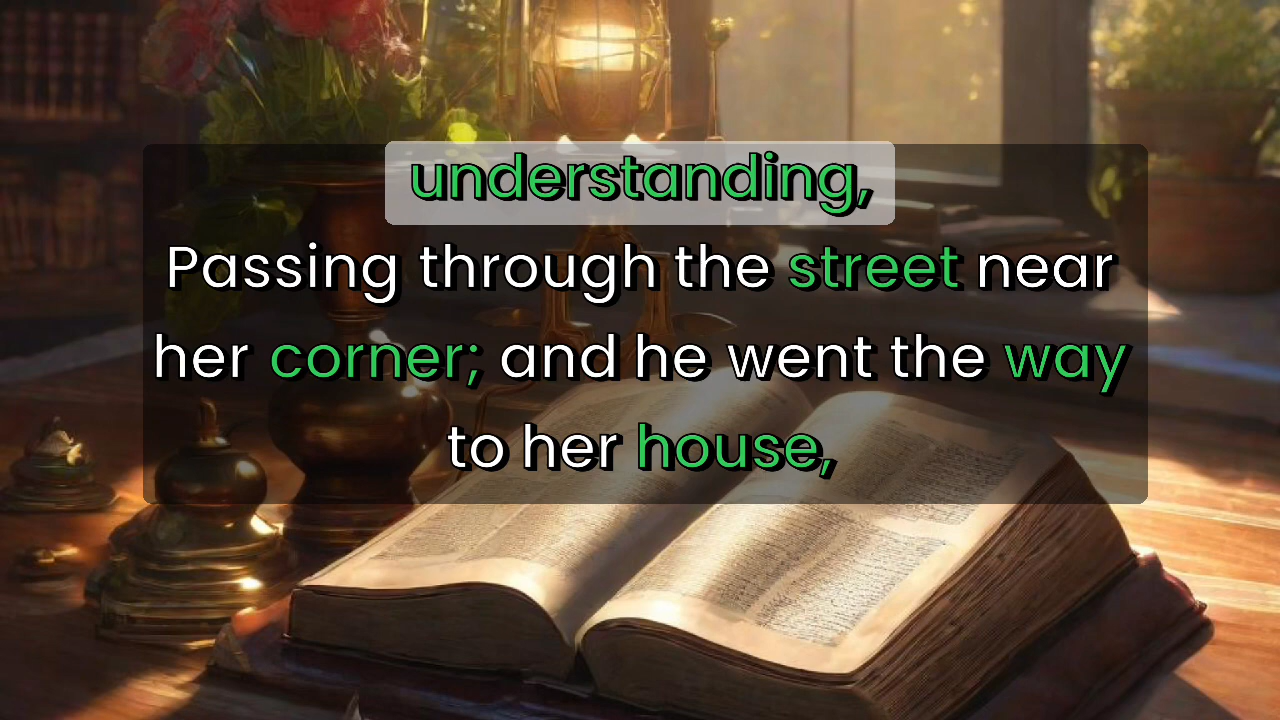 understanding,
Passing through the street near
her corner; and he went the way
to her house,